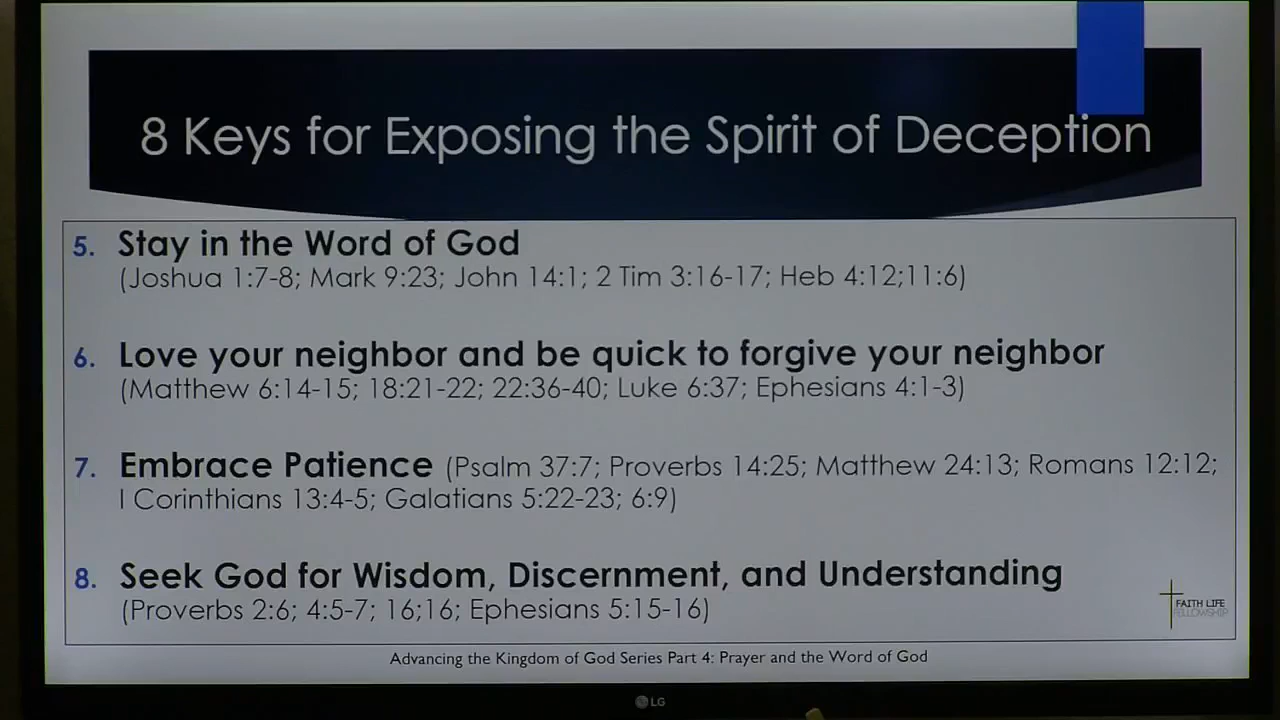 8 Keys for Exposing the Spirit of Deception
5. Stay in the Word of God
(Joshua 1:7-8; Mark 9:23; John 14:1; 2 Tim 3:16-17; Heb 4:12;11:6)
6. Love your neighbor and be quick to forgive your neighbor
(Matthew 6:14-15; 18:21-22; 22:36-40; Luke 6:37; Ephesians 4:1-3)
7. Embrace Patience (Psalm 37:7; Proverbs 14:25; Matthew 24:13; Romans 12:12;
I Corinthians 13:4-5; Galatians 5:22-23; 6:9)
8. Seek God for Wisdom, Discernment, and Understanding
(Proverbs 2:6; 4:5-7; 16;16; Ephesians 5:15-16)
FAITH LIFE
FELLOWSHIP
Advancing the Kingdom of God Series Part 4: Prayer and the Word of God
LG